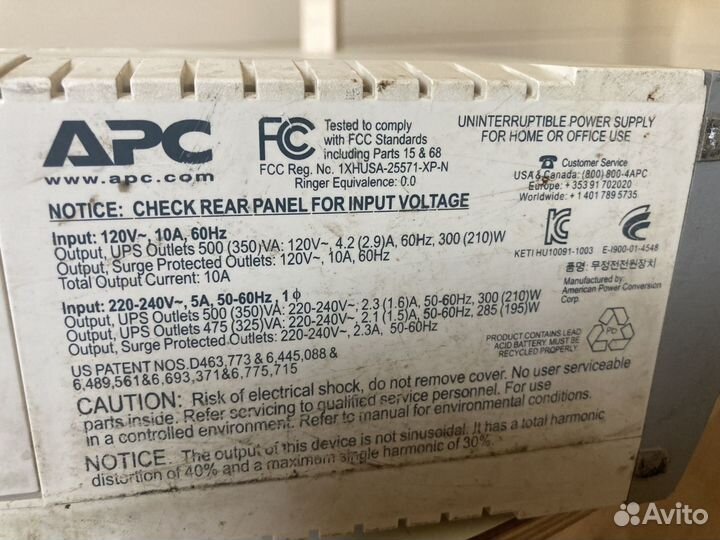 APC
www.apc.com
FC
Tested to comply
with FCC Standards
including Parts 15 & 68
FCC Reg. No. 1XHUSA-25571-XP-N
Ringer Equivalence: 0.0
UNINTERRUPTIBLE POWER SUPPLY
FOR HOME OR OFFICE USE
Customer Service
USA & Canada: (800) 800-4APC
Europe: +353 91 702020
Worldwide: +1 401 789 5735
NOTICE: CHECK REAR PANEL FOR INPUT VOLTAGE
Input: 120V~, 10A, 60Hz
Output, UPS Outlets 500 (350)VA: 120V~, 4.2 (2.9)A, 60Hz, 300 (210)W
Output, Surge Protected Outlets: 120V~, 10A, 60Hz
Total Output Current: 10A
KETI HU10091-1003
E-I900-01-4548
품명: 무정전전원장치
Manufactured by:
American Power Conversion
Corp.
Input: 220-240V~, 5A, 50-60Hz, 1 ϕ
Output, UPS Outlets 500 (350)VA: 220-240V~, 2.3 (1.6)A, 50-60Hz, 300 (210)W
Output, UPS Outlets 475 (325)VA: 220-240V~, 2.1 (1.5)A, 50-60Hz, 285 (195)W
Output, Surge Protected Outlets: 220-240V~, 2.3A, 50-60Hz
US PATENT NOS.D463,773 & 6,445,088 &
6,489,561&6,693,371&6,775,715
PRODUCT CONTAINS LEAD
ACID BATTERY. MUST BE
RECYCLED PROPERLY.
Pb
CAUTION: Risk of electrical shock, do not remove cover. No user serviceable
parts inside. Refer servicing to qualified service personnel. For use
in a controlled environment. Refer to manual for environmental conditions.
NOTICE: The output of this device is not sinusoidal. It has a total harmonic
distortion of 40% and a maximum single harmonic of 30%.
Avito